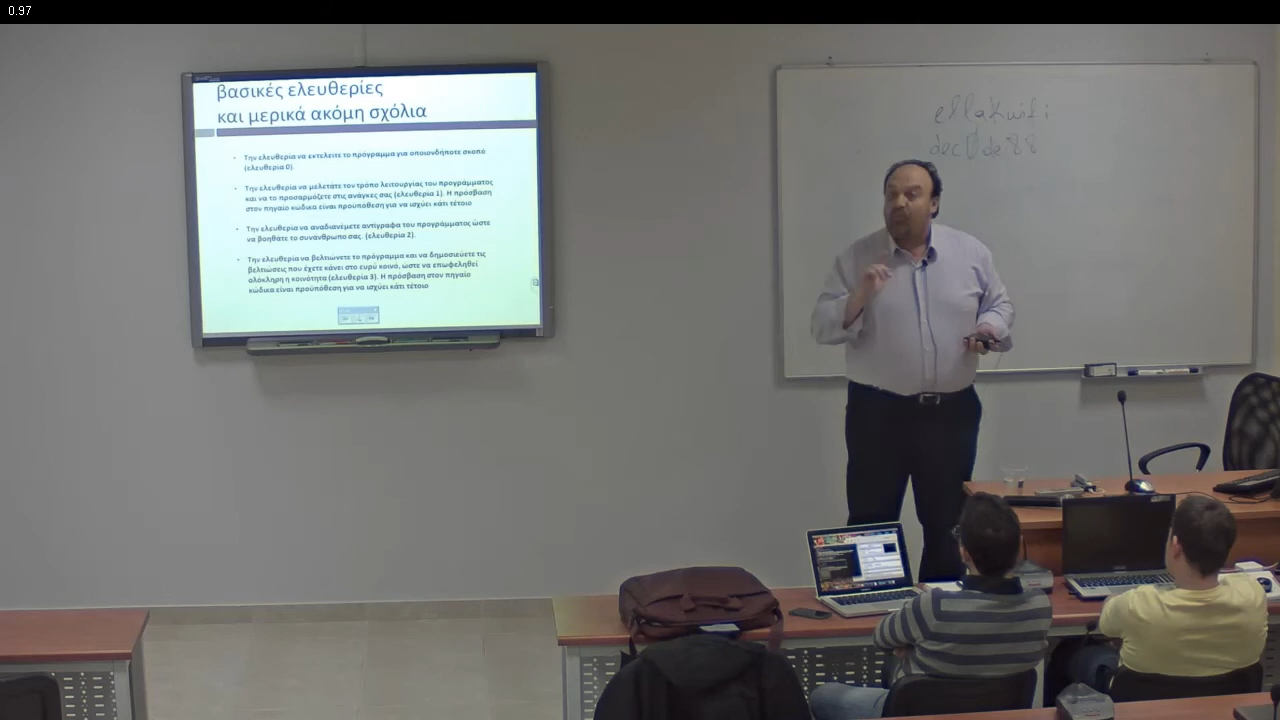 0.97
βασικές ελευθερίες
και μερικά ακόμη σχόλια
Την ελευθερία να εκτελείτε το πρόγραμμα για οποιονδήποτε σκοπό
(ελευθερία 0).
Την ελευθερία να μελετάτε τον τρόπο λειτουργίας του προγράμματος
και να το προσαρμόζετε στις ανάγκες σας (ελευθερία 1). Η πρόσβαση
στον πηγαίο κώδικα είναι προϋπόθεση για να ισχύει κάτι τέτοιο
Την ελευθερία να αναδιανέμετε αντίγραφα του προγράμματος ώστε
να βοηθάτε το συνάνθρωπο σας. (ελευθερία 2).
Την ελευθερία να βελτιώνετε το πρόγραμμα και να δημοσιεύετε τις
βελτιώσεις που έχετε κάνει στο ευρύ κοινό, ώστε να επωφεληθεί
ολόκληρη η κοινότητα (ελευθερία 3). Η πρόσβαση στον πηγαίο
κώδικα είναι προϋπόθεση για να ισχύει κάτι τέτοιο